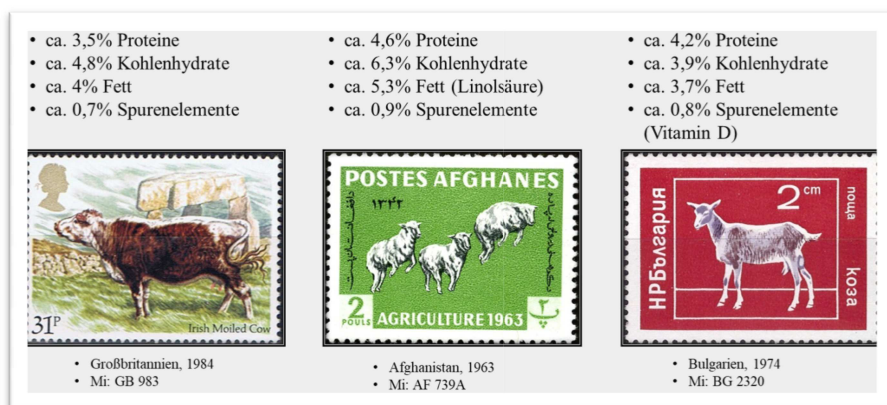 • ca. 3,5% Proteine
• ca. 4,8% Kohlenhydrate
• ca. 4% Fett
• ca. 0,7% Spurenelemente
• ca. 4,6% Proteine
• ca. 6,3% Kohlenhydrate
• ca. 5,3% Fett (Linolsäure)
• ca. 0,9% Spurenelemente
• ca. 4,2% Proteine
• ca. 3,9% Kohlenhydrate
• ca. 3,7% Fett
• ca. 0,8% Spurenelemente
(Vitamin D)
31P
Irish Moiled Cow
POSTES AFGHANES
۱۳۴۲
2
POULS
AGRICULTURE 1963
۲
НРБългария
2 cm
поща
коза
• Großbritannien, 1984
• Mi: GB 983
• Afghanistan, 1963
• Mi: AF 739A
• Bulgarien, 1974
• Mi: BG 2320